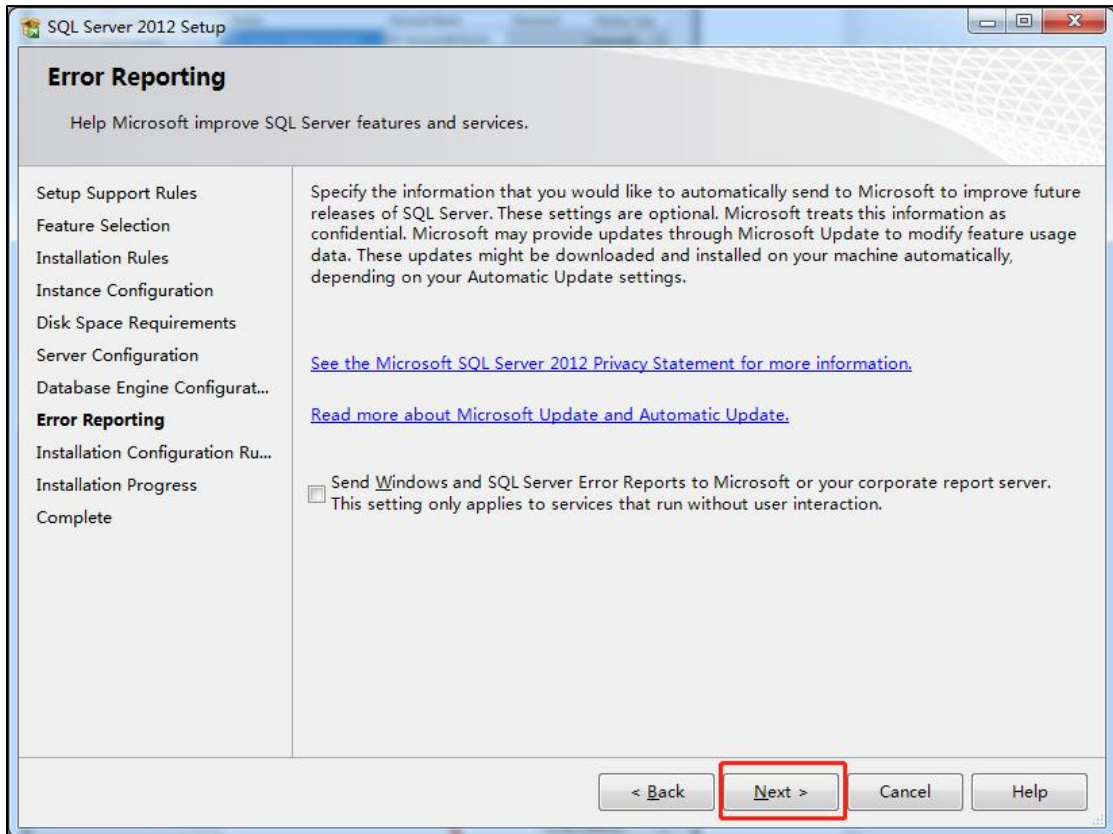 SQL Server 2012 Setup
Error Reporting
Help Microsoft improve SQL Server features and services.
Setup Support Rules
Feature Selection
Installation Rules
Instance Configuration
Disk Space Requirements
Server Configuration
Database Engine Configurat...
Error Reporting
Installation Configuration Ru...
Installation Progress
Complete
Specify the information that you would like to automatically send to Microsoft to improve future
releases of SQL Server. These settings are optional. Microsoft treats this information as
confidential. Microsoft may provide updates through Microsoft Update to modify feature usage
data. These updates might be downloaded and installed on your machine automatically,
depending on your Automatic Update settings.
See the Microsoft SQL Server 2012 Privacy Statement for more information.
Read more about Microsoft Update and Automatic Update.
Send Windows and SQL Server Error Reports to Microsoft or your corporate report server.
This setting only applies to services that run without user interaction.
< Back
Next >
Cancel
Help